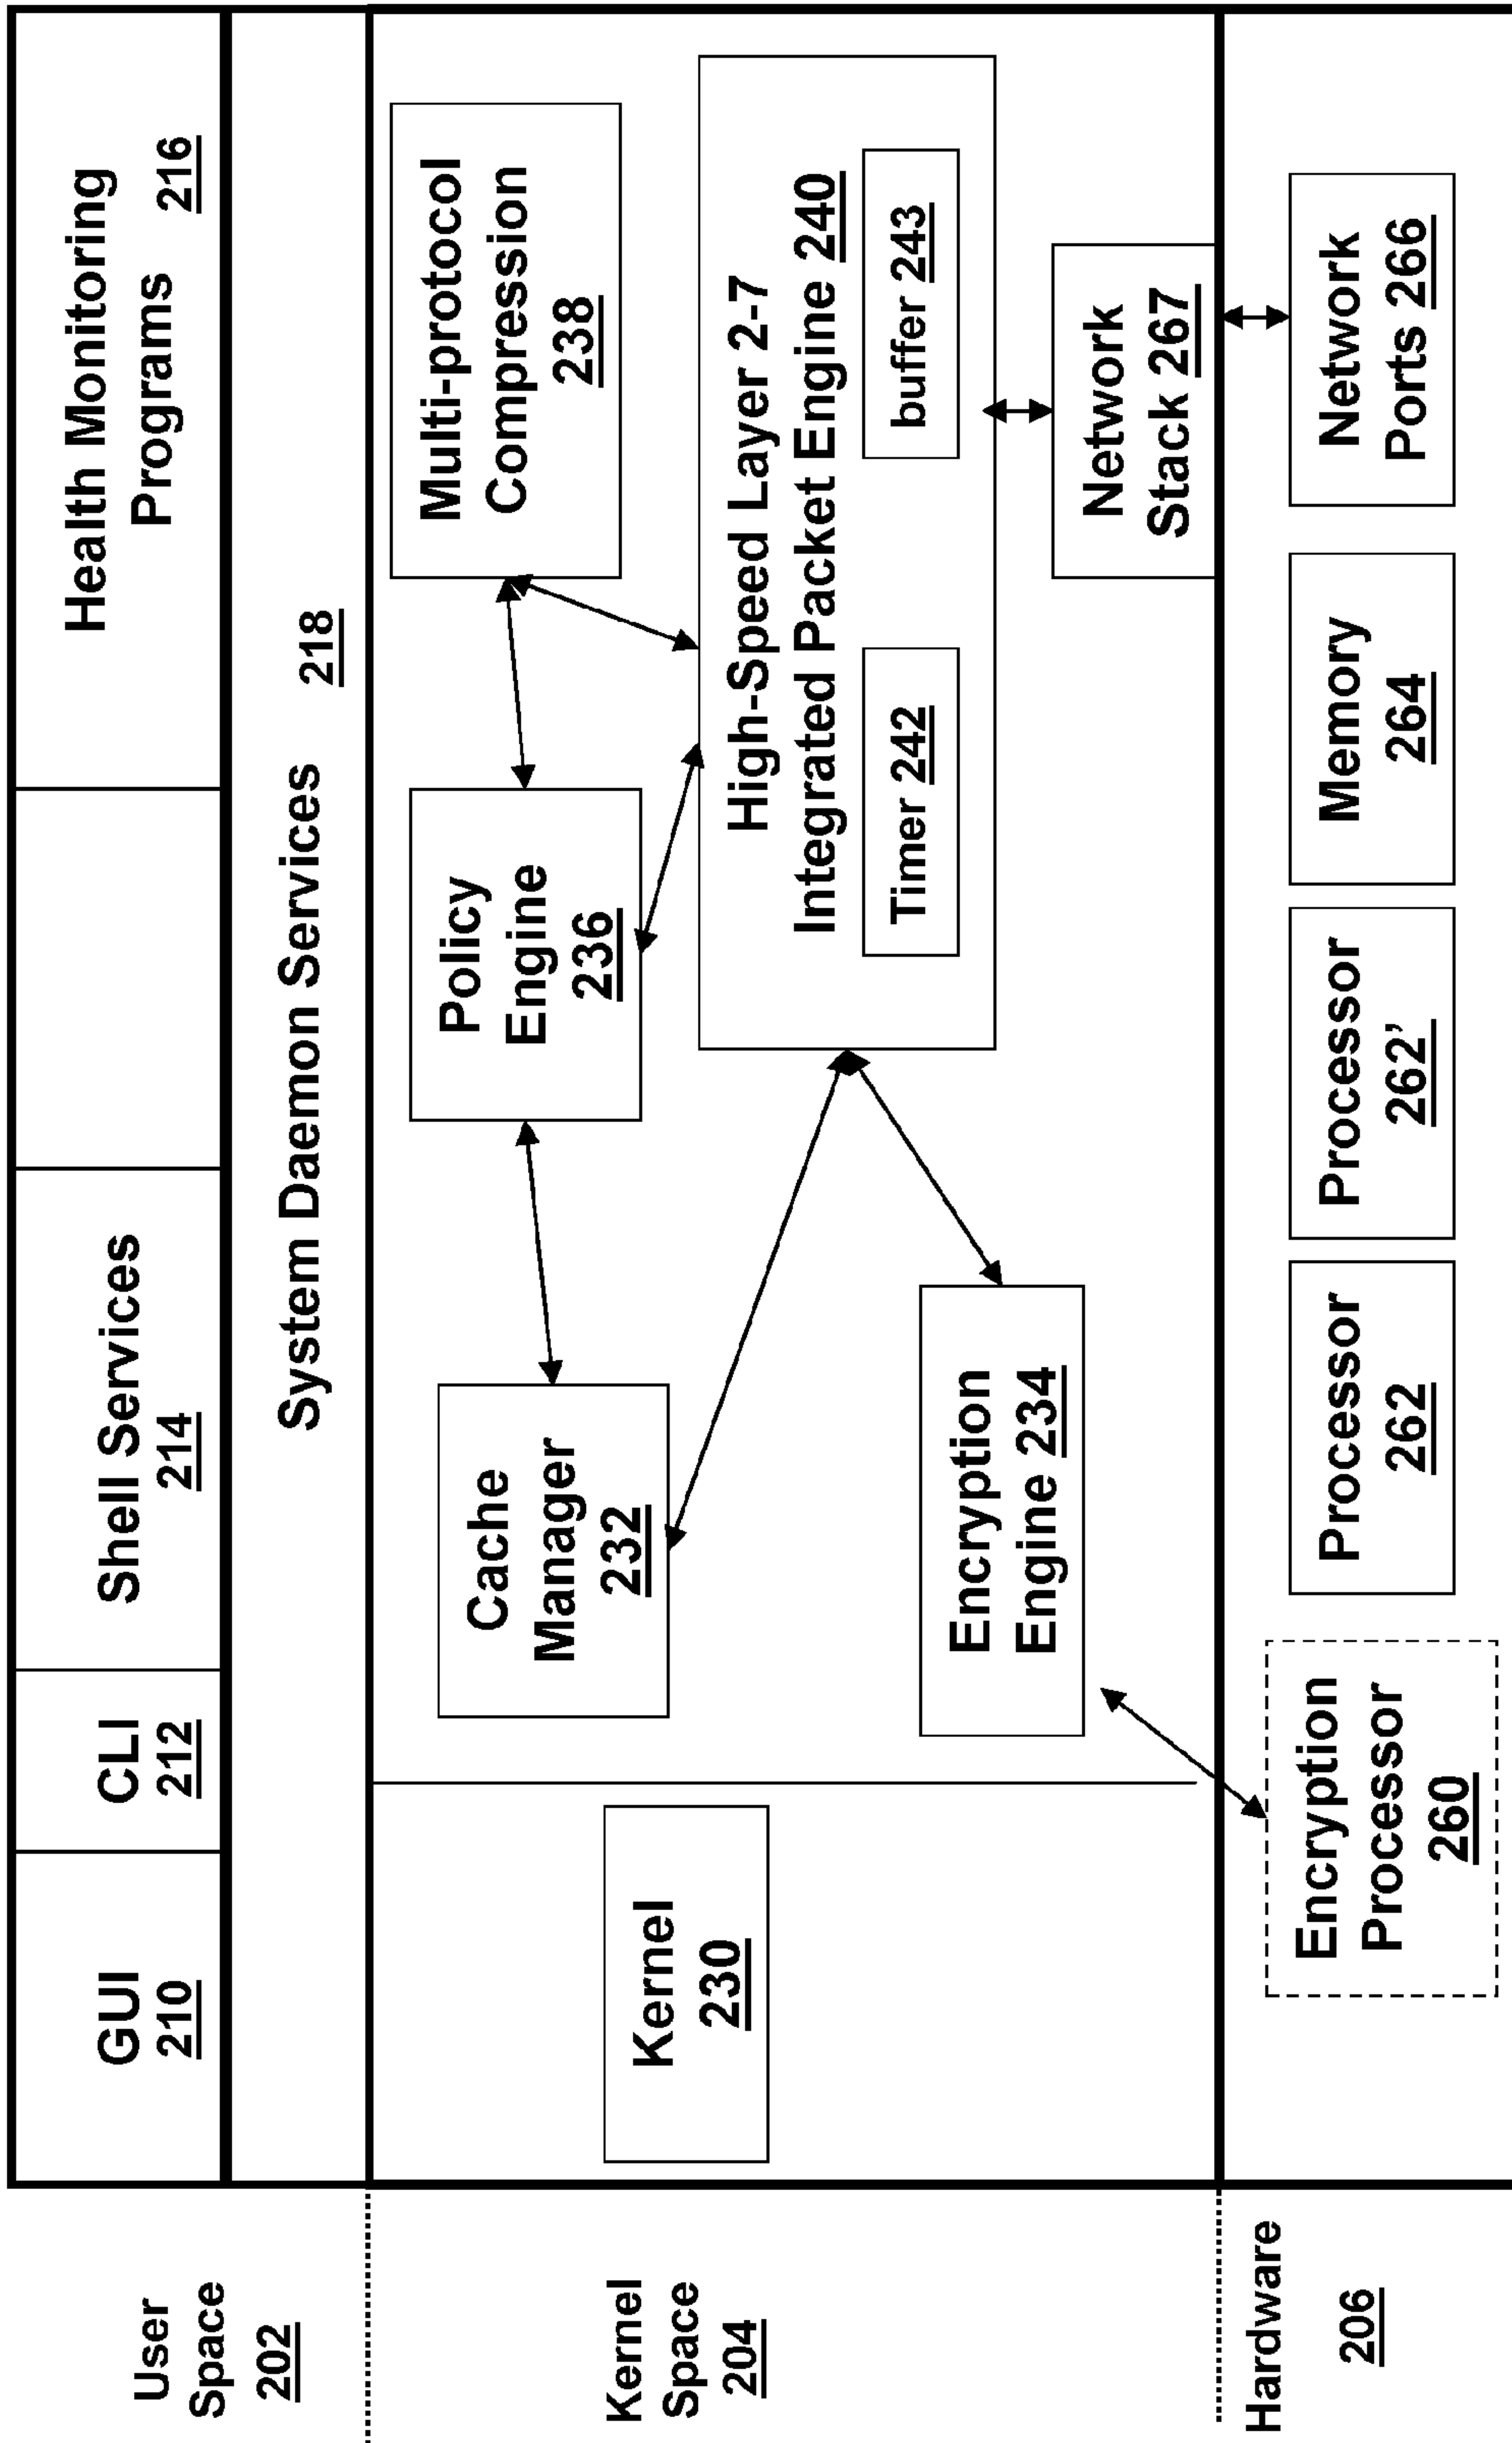 User
Space
202
GUI
210
CLI
212
Shell Services
214
Health Monitoring
Programs 216
System Daemon Services 218
Kernel
Space
204
Kernel
230
Cache
Manager
232
Policy
Engine
236
Multi-protocol
Compression
238
High-Speed Layer 2-7
Integrated Packet Engine 240
Timer 242
buffer 243
Encryption
Engine 234
Network
Stack 267
Hardware
206
Encryption
Processor
260
Processor
262
Processor
262’
Memory
264
Network
Ports 266